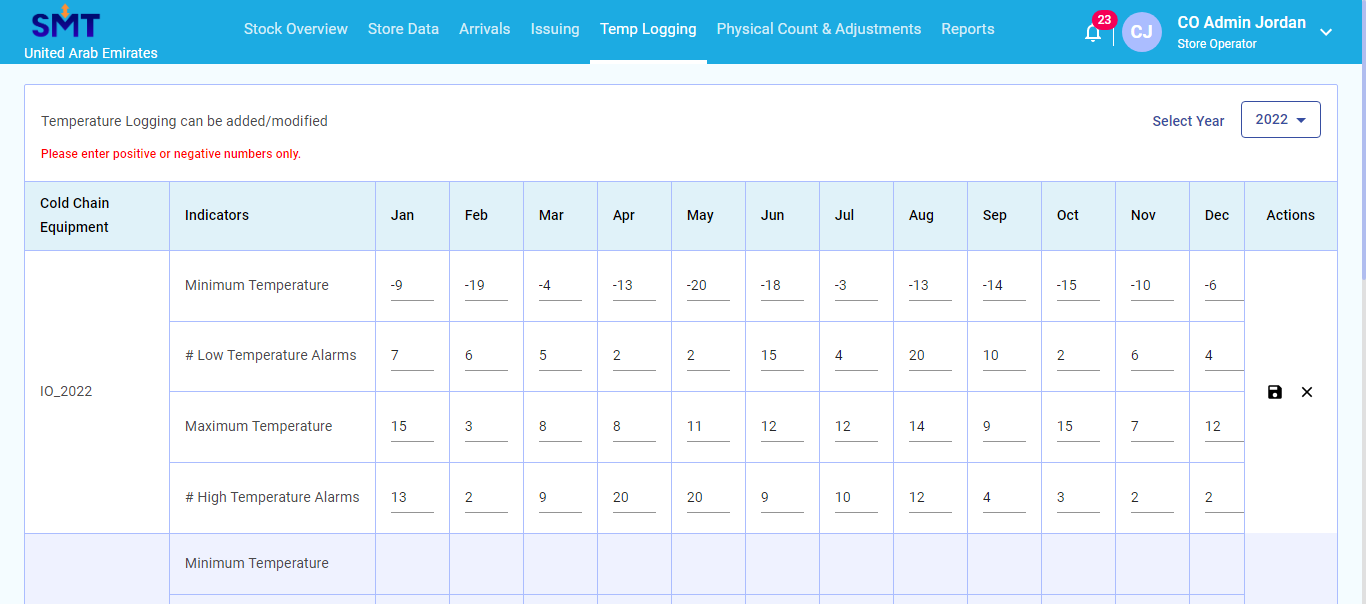 SMT
United Arab Emirates
Stock Overview Store Data Arrivals Issuing Temp Logging Physical Count & Adjustments Reports
23
CJ
CO Admin Jordan
Store Operator
Temperature Logging can be added/modified
Select Year 2022
Please enter positive or negative numbers only.
Cold Chain Equipment Indicators Jan Feb Mar Apr May Jun Jul Aug Sep Oct Nov Dec Actions
IO_2022
Minimum Temperature -9 -19 -4 -13 -20 -18 -3 -13 -14 -15 -10 -6
# Low Temperature Alarms 7 6 5 2 2 15 4 20 10 2 6 4
Maximum Temperature 15 3 8 8 11 12 12 14 9 15 7 12
# High Temperature Alarms 13 2 9 20 20 9 10 12 4 3 2 2
Minimum Temperature